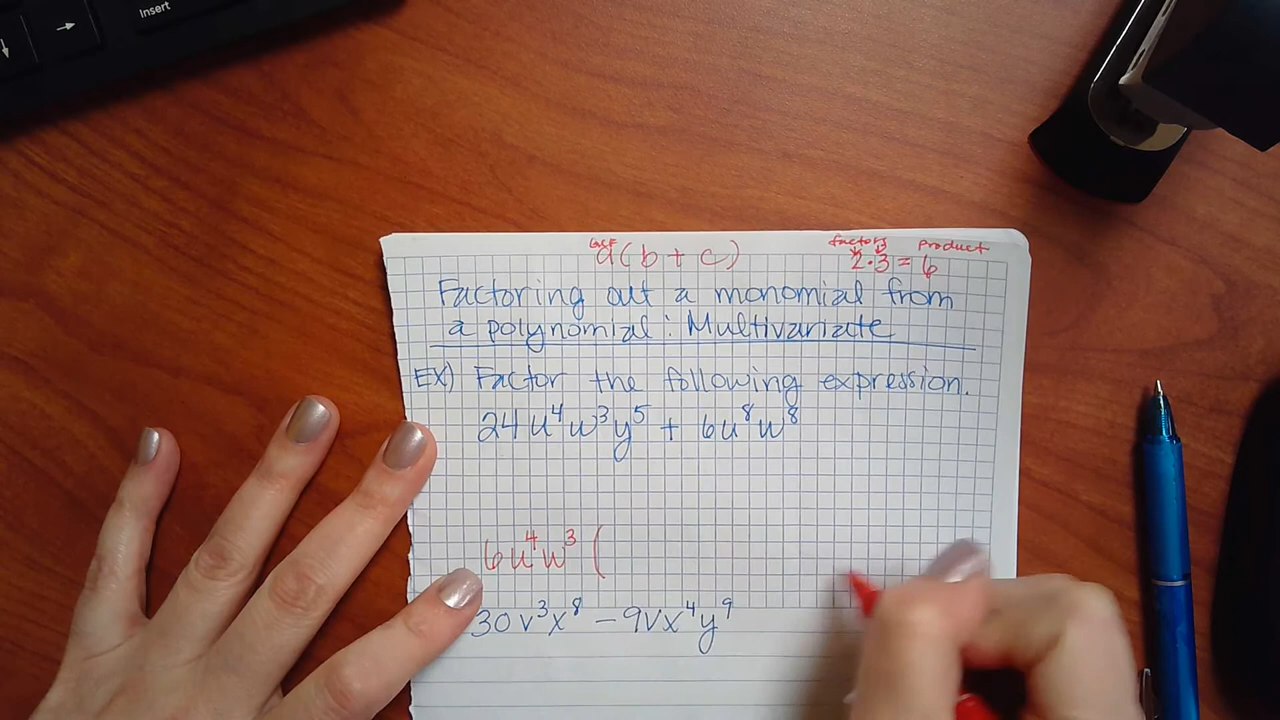 Insert
GCF
a(b + c)
factors product
2·3 = 6
Factoring out a monomial from
a polynomial: Multivariate
EX) Factor the following expression.
24u⁴w³y⁵ + 6u⁸w⁸
6u⁴w³ (
30v³x⁸ – 9vx⁴y⁹